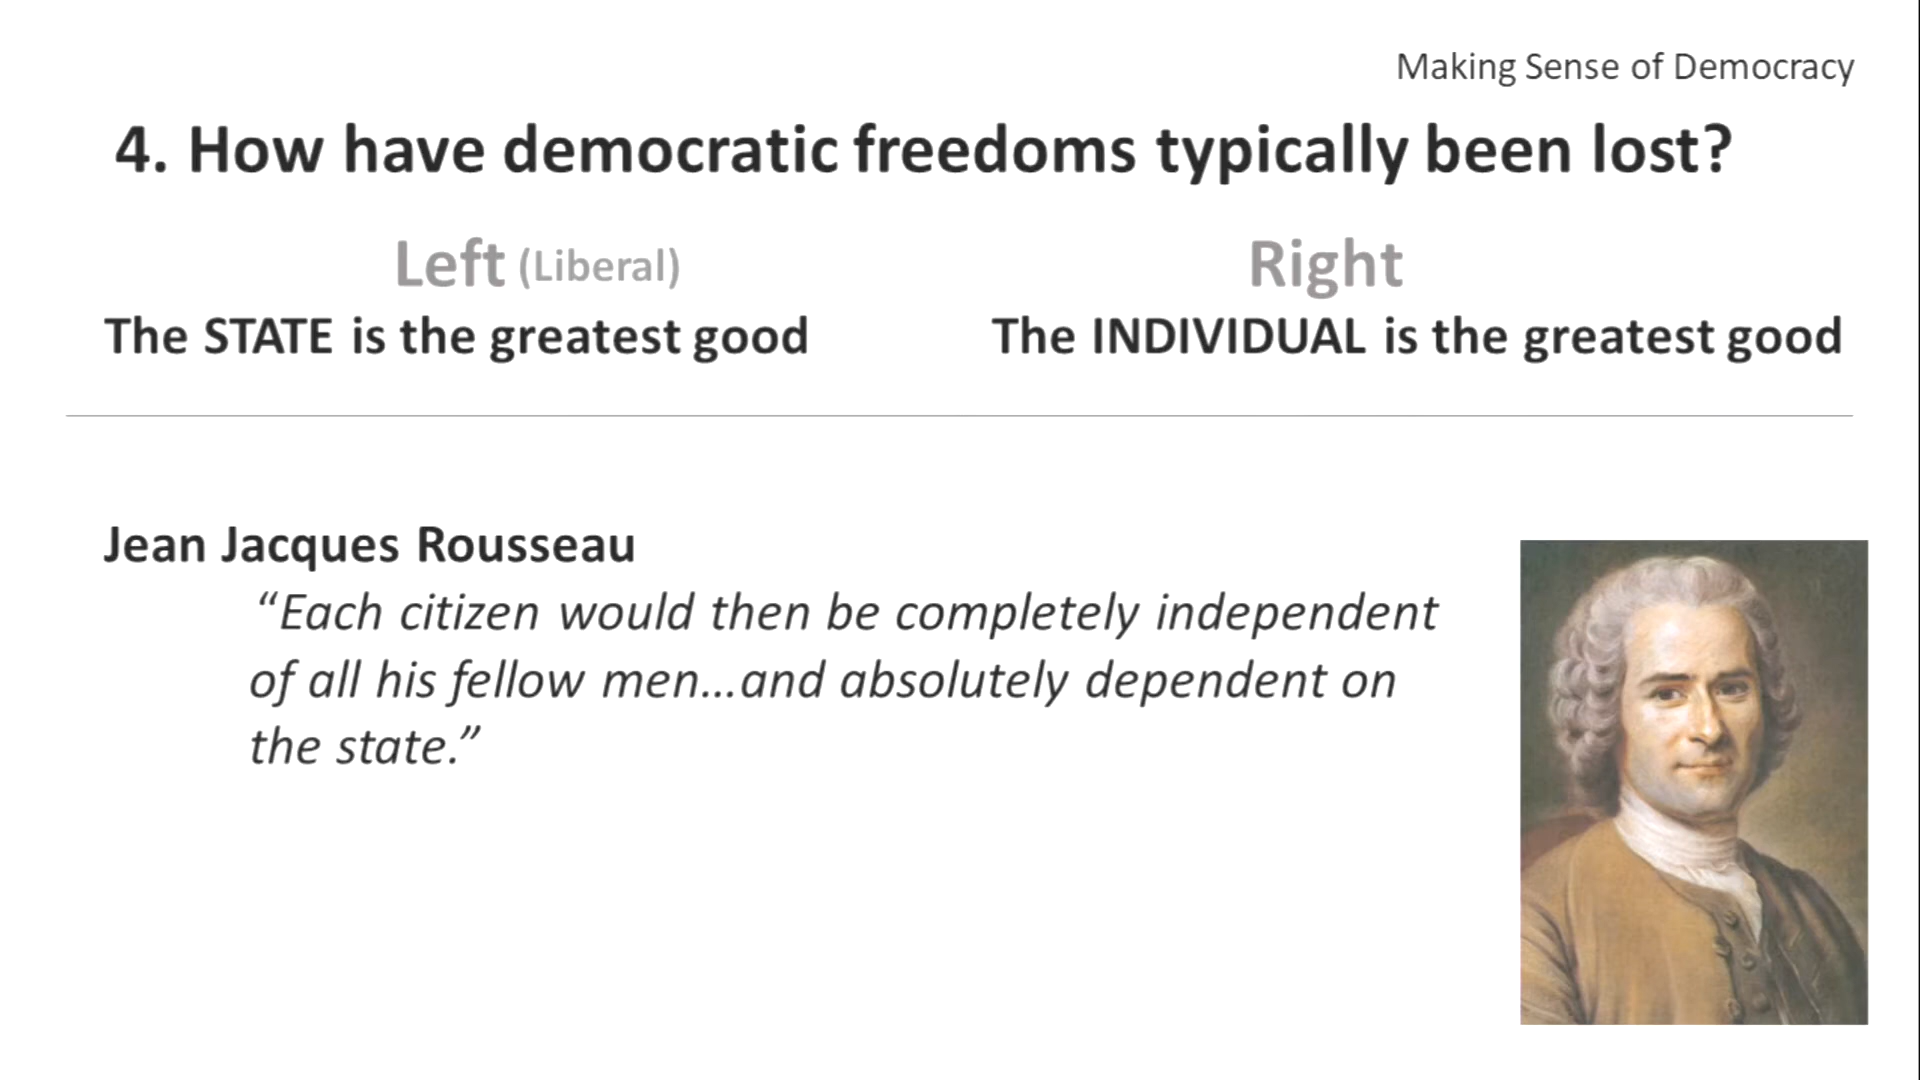 Making Sense of Democracy
4. How have democratic freedoms typically been lost?
Left (Liberal)
The STATE is the greatest good
Right
The INDIVIDUAL is the greatest good
Jean Jacques Rousseau
“Each citizen would then be completely independent
of all his fellow men...and absolutely dependent on
the state.”